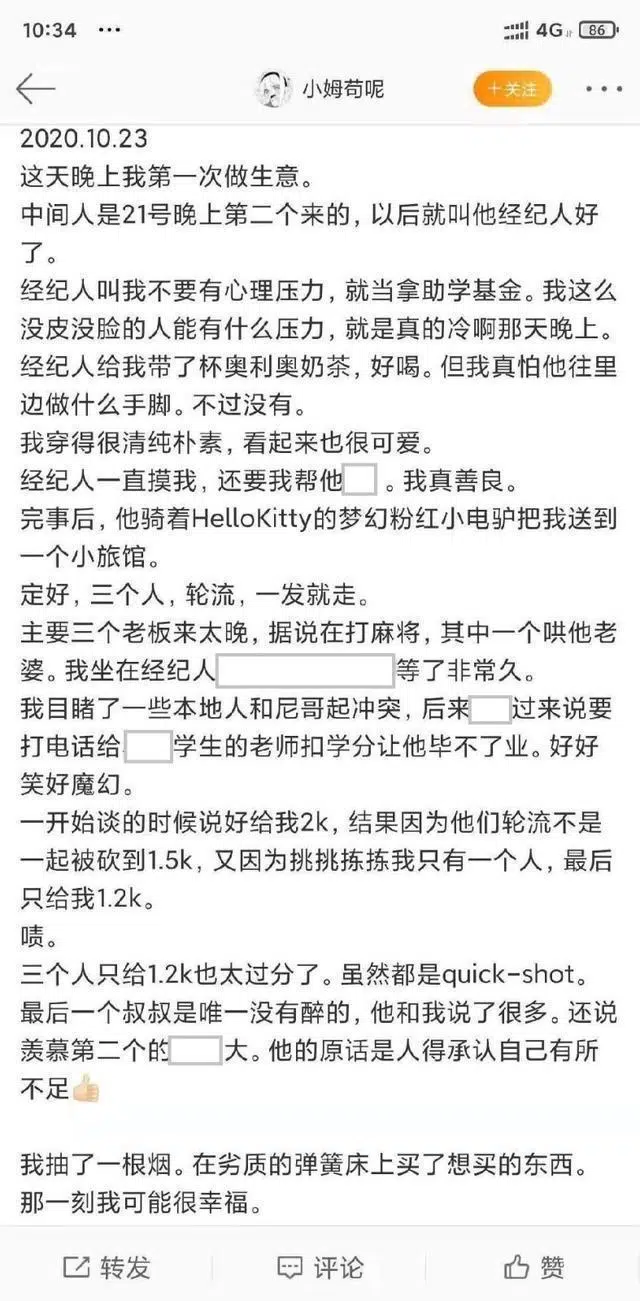 10:34 •••
4G 86
小姆苟呢
+关注
2020.10.23
这天晚上我第一次做生意。
中间人是21号晚上第二个来的，以后就叫他经纪人好
了。
经纪人叫我不要有心理压力，就当拿助学基金。我这么
没皮没脸的人能有什么压力，就是真的冷啊那天晚上。
经纪人给我带了杯奥利奥奶茶，好喝。但我真怕他往里
边做什么手脚。不过没有。
我穿得很清纯朴素，看起来也很可爱。
经纪人一直摸我，还要我帮他 。我真善良。
完事后，他骑着HelloKitty的梦幻粉红小电驴把我送到
一个小旅馆。
定好，三个人，轮流，一发就走。
主要三个老板来太晚，据说在打麻将，其中一个哄他老
婆。我坐在经纪人 等了非常久。
我目睹了一些本地人和尼哥起冲突，后来 过来说要
打电话给 学生的老师扣学分让他毕不了业。好好
笑好魔幻。
一开始谈的时候说好给我2k，结果因为他们轮流不是
一起被砍到1.5k，又因为挑挑拣拣我只有一个人，最后
只给我1.2k。
啧。
三个人只给1.2k也太过分了。虽然都是quick-shot。
最后一个叔叔是唯一没有醉的，他和我说了很多。还说
羡慕第二个的 大。他的原话是人得承认自己有所
不足👍🏻
我抽了一根烟。在劣质的弹簧床上买了想买的东西。
那一刻我可能很幸福。
转发 评论 赞